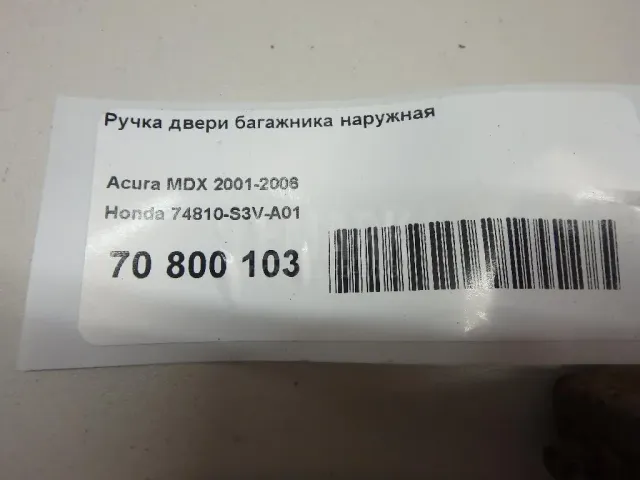 Ручка двери багажника наружная
Acura MDX 2001-2006
Honda 74810-S3V-A01
70 800 103